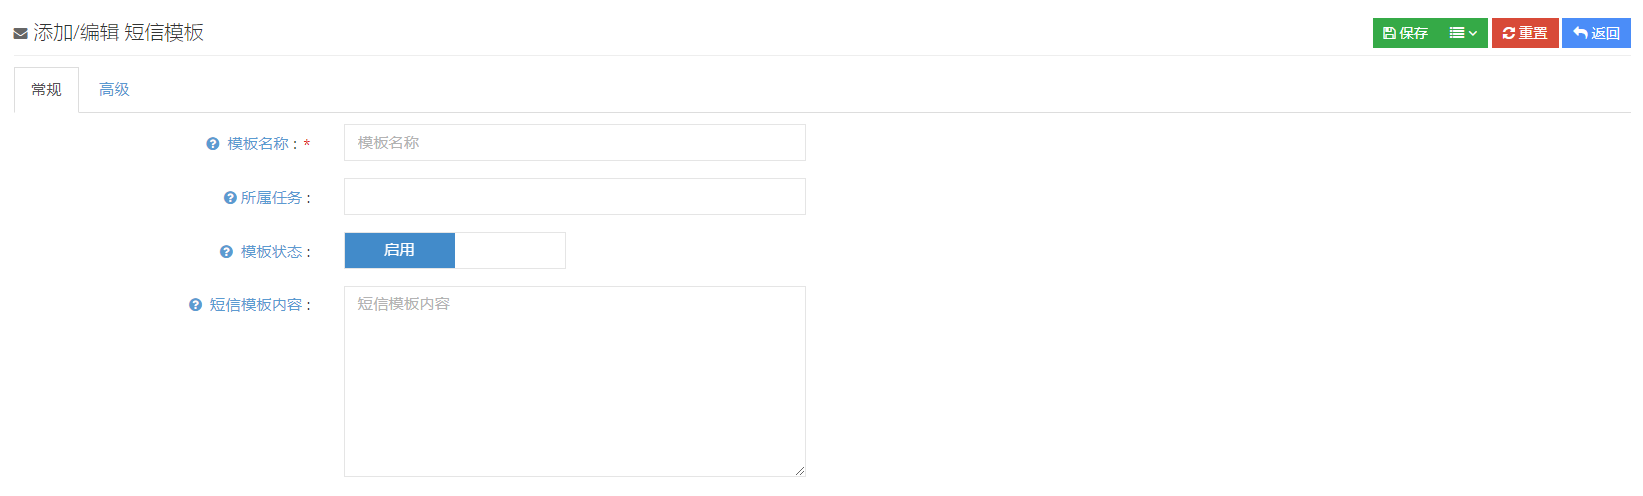 添加/编辑 短信模板
保存
重置
返回
常规 高级
模板名称 : *
模板名称
所属任务 :
模板状态 :
启用
短信模板内容 :
短信模板内容